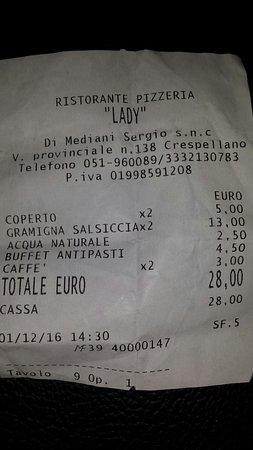 RISTORANTE PIZZERIA
"LADY"
Di Mediani Sergio s.n.c
V. provinciale n.138 Crespellano
Telefono 051-960089/3332130783
P.iva 01998591208
EURO
COPERTO x2 5,00
GRAMIGNA SALSICCIAx2 13,00
ACQUA NATURALE 2,50
BUFFET ANTIPASTI 4,50
CAFFE' x2 3,00
TOTALE EURO 28,00
CASSA 28,00
01/12/16 14:30 SF.5
MF39 40000147
Tavolo 9 Op. 1